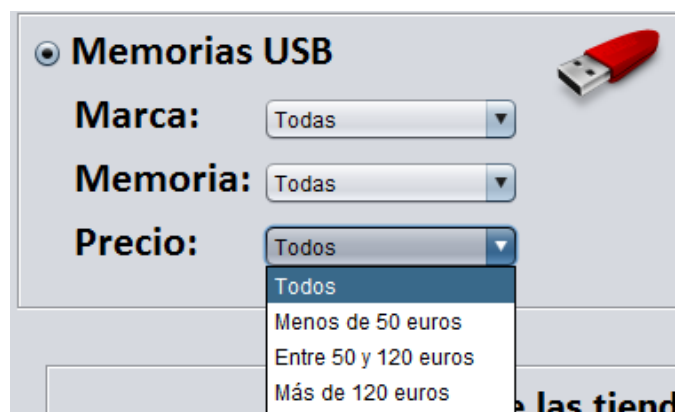 Memorias USB
Marca: Todas
Memoria: Todas
Precio: Todos
Todos
Menos de 50 euros
Entre 50 y 120 euros
Más de 120 euros
las